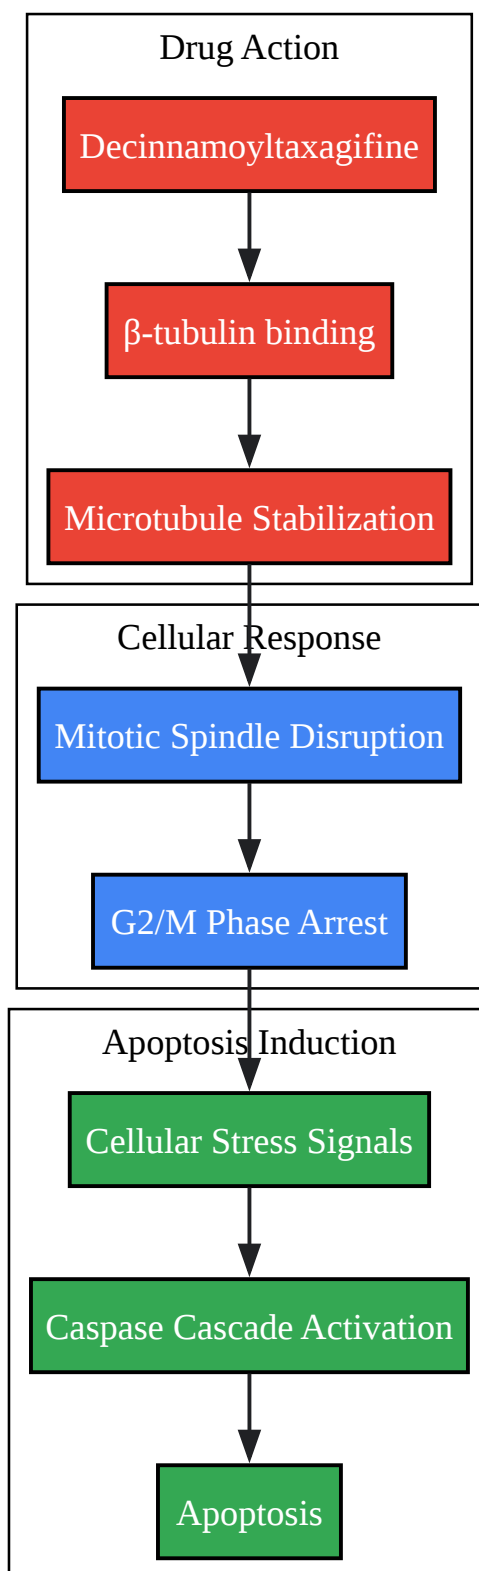 Drug Action
Decinnamoyltaxagifine
β-tubulin binding
Microtubule Stabilization
Cellular Response
Mitotic Spindle Disruption
G2/M Phase Arrest
Apoptosis Induction
Cellular Stress Signals
Caspase Cascade Activation
Apoptosis